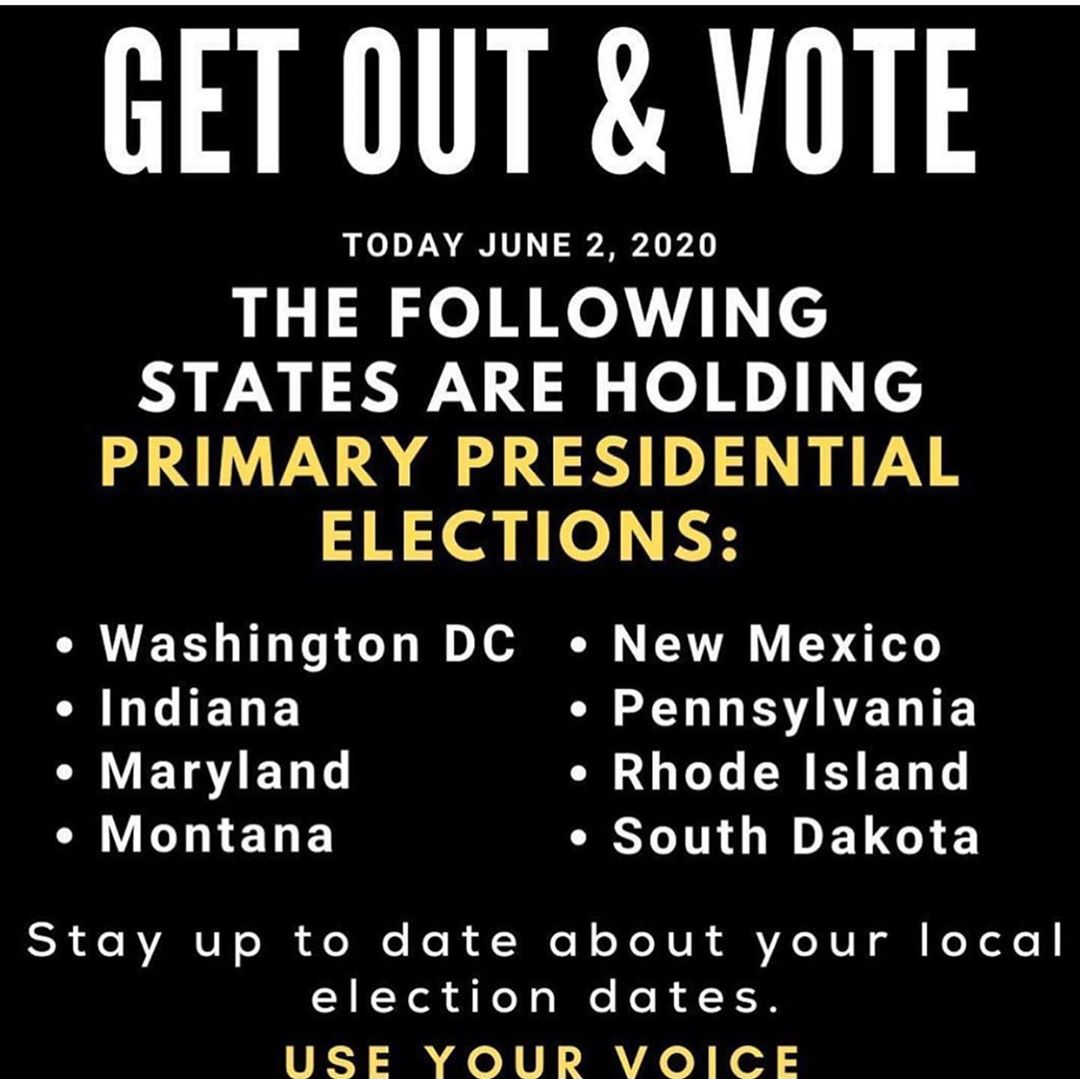 GET OUT & VOTE
TODAY JUNE 2, 2020
THE FOLLOWING
STATES ARE HOLDING
PRIMARY PRESIDENTIAL
ELECTIONS:
• Washington DC
• Indiana
• Maryland
• Montana
• New Mexico
• Pennsylvania
• Rhode Island
• South Dakota
Stay up to date about your local
election dates.
USE YOUR VOICE